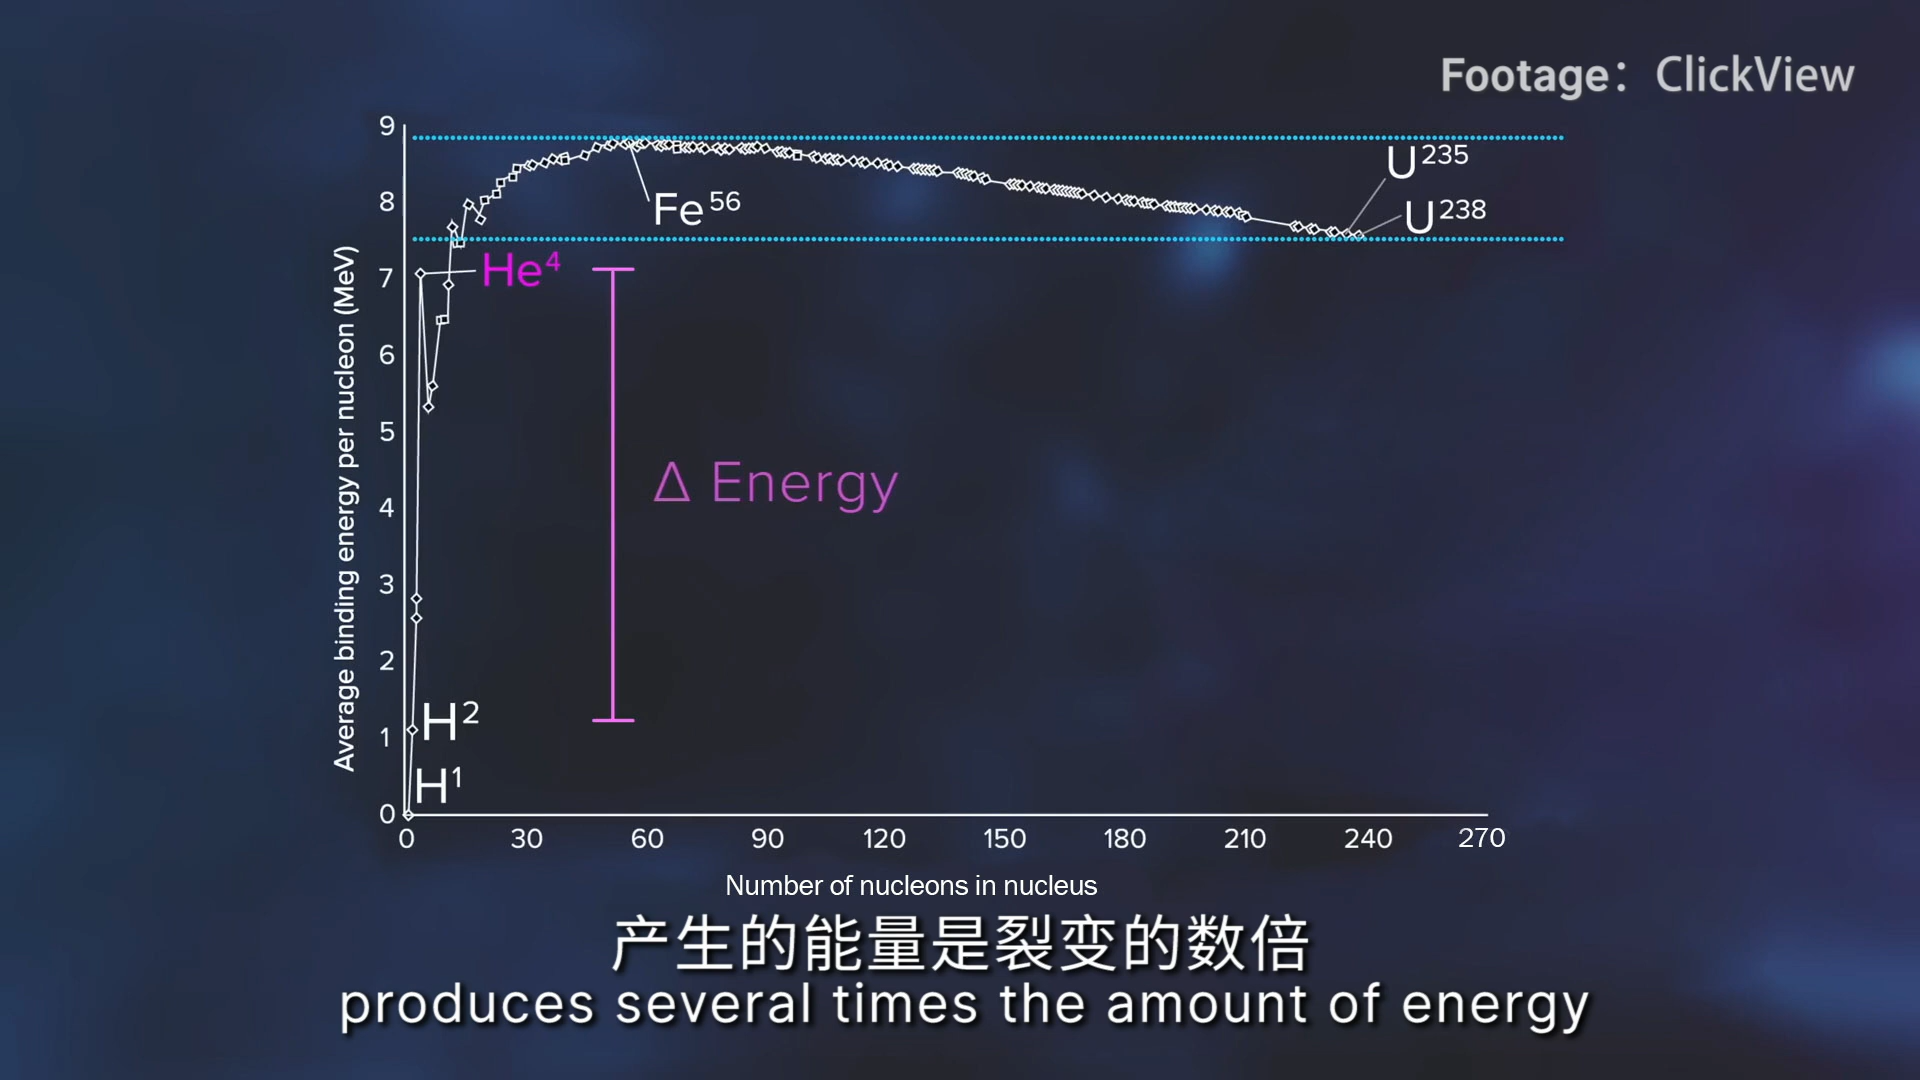 Footage：ClickView
9
8
7
6
5
4
3
2
1
0
Average binding energy per nucleon (MeV)
U²³⁵
U²³⁸
Fe⁵⁶
He⁴
Δ Energy
H²
H¹
0 30 60 90 120 150 180 210 240 270
Number of nucleons in nucleus
产生的能量是裂变的数倍
produces several times the amount of energy